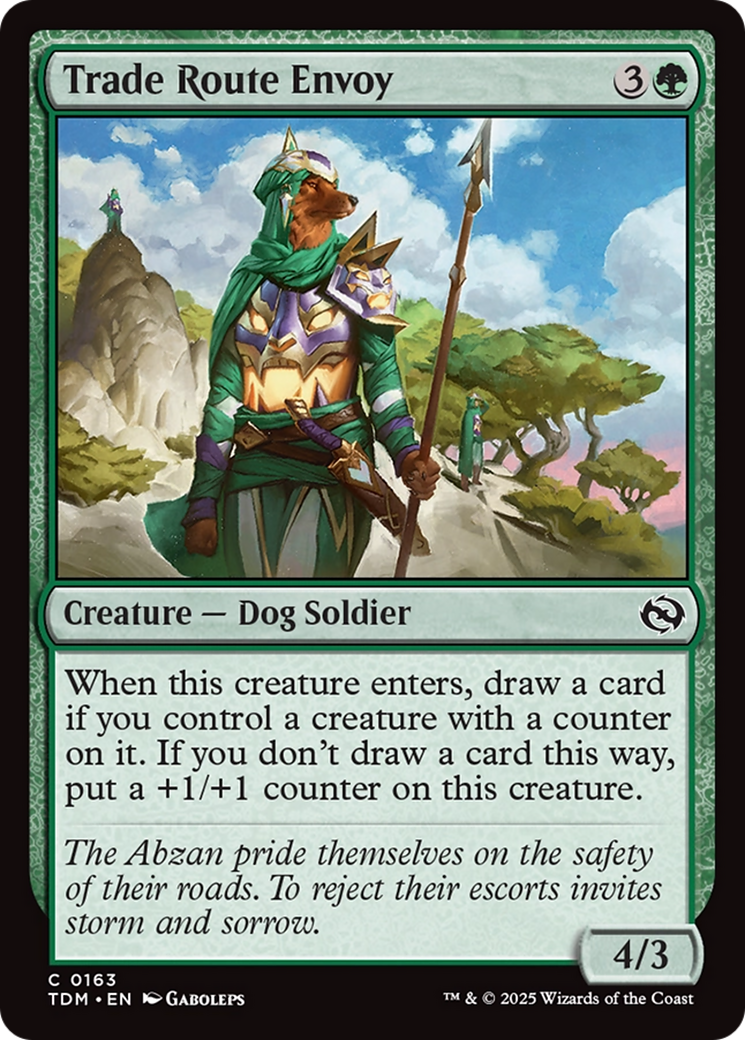 Trade Route Envoy 3
Creature — Dog Soldier
When this creature enters, draw a card
if you control a creature with a counter
on it. If you don't draw a card this way,
put a +1/+1 counter on this creature.
The Abzan pride themselves on the safety
of their roads. To reject their escorts invites
storm and sorrow.
4/3
C 0163
TDM • EN Gaboleps
™ & © 2025 Wizards of the Coast